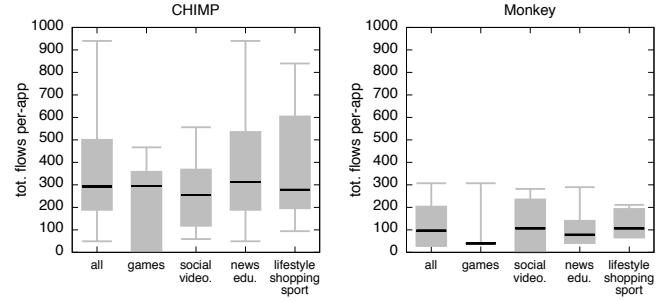 CHIMP
1000
900
800
700
600
500
400
300
200
100
0
tot. flows per-app
all
games
social
video.
news
edu.
lifestyle
shopping
sport
Monkey
1000
900
800
700
600
500
400
300
200
100
0
tot. flows per-app
all
games
social
video.
news
edu.
lifestyle
shopping
sport